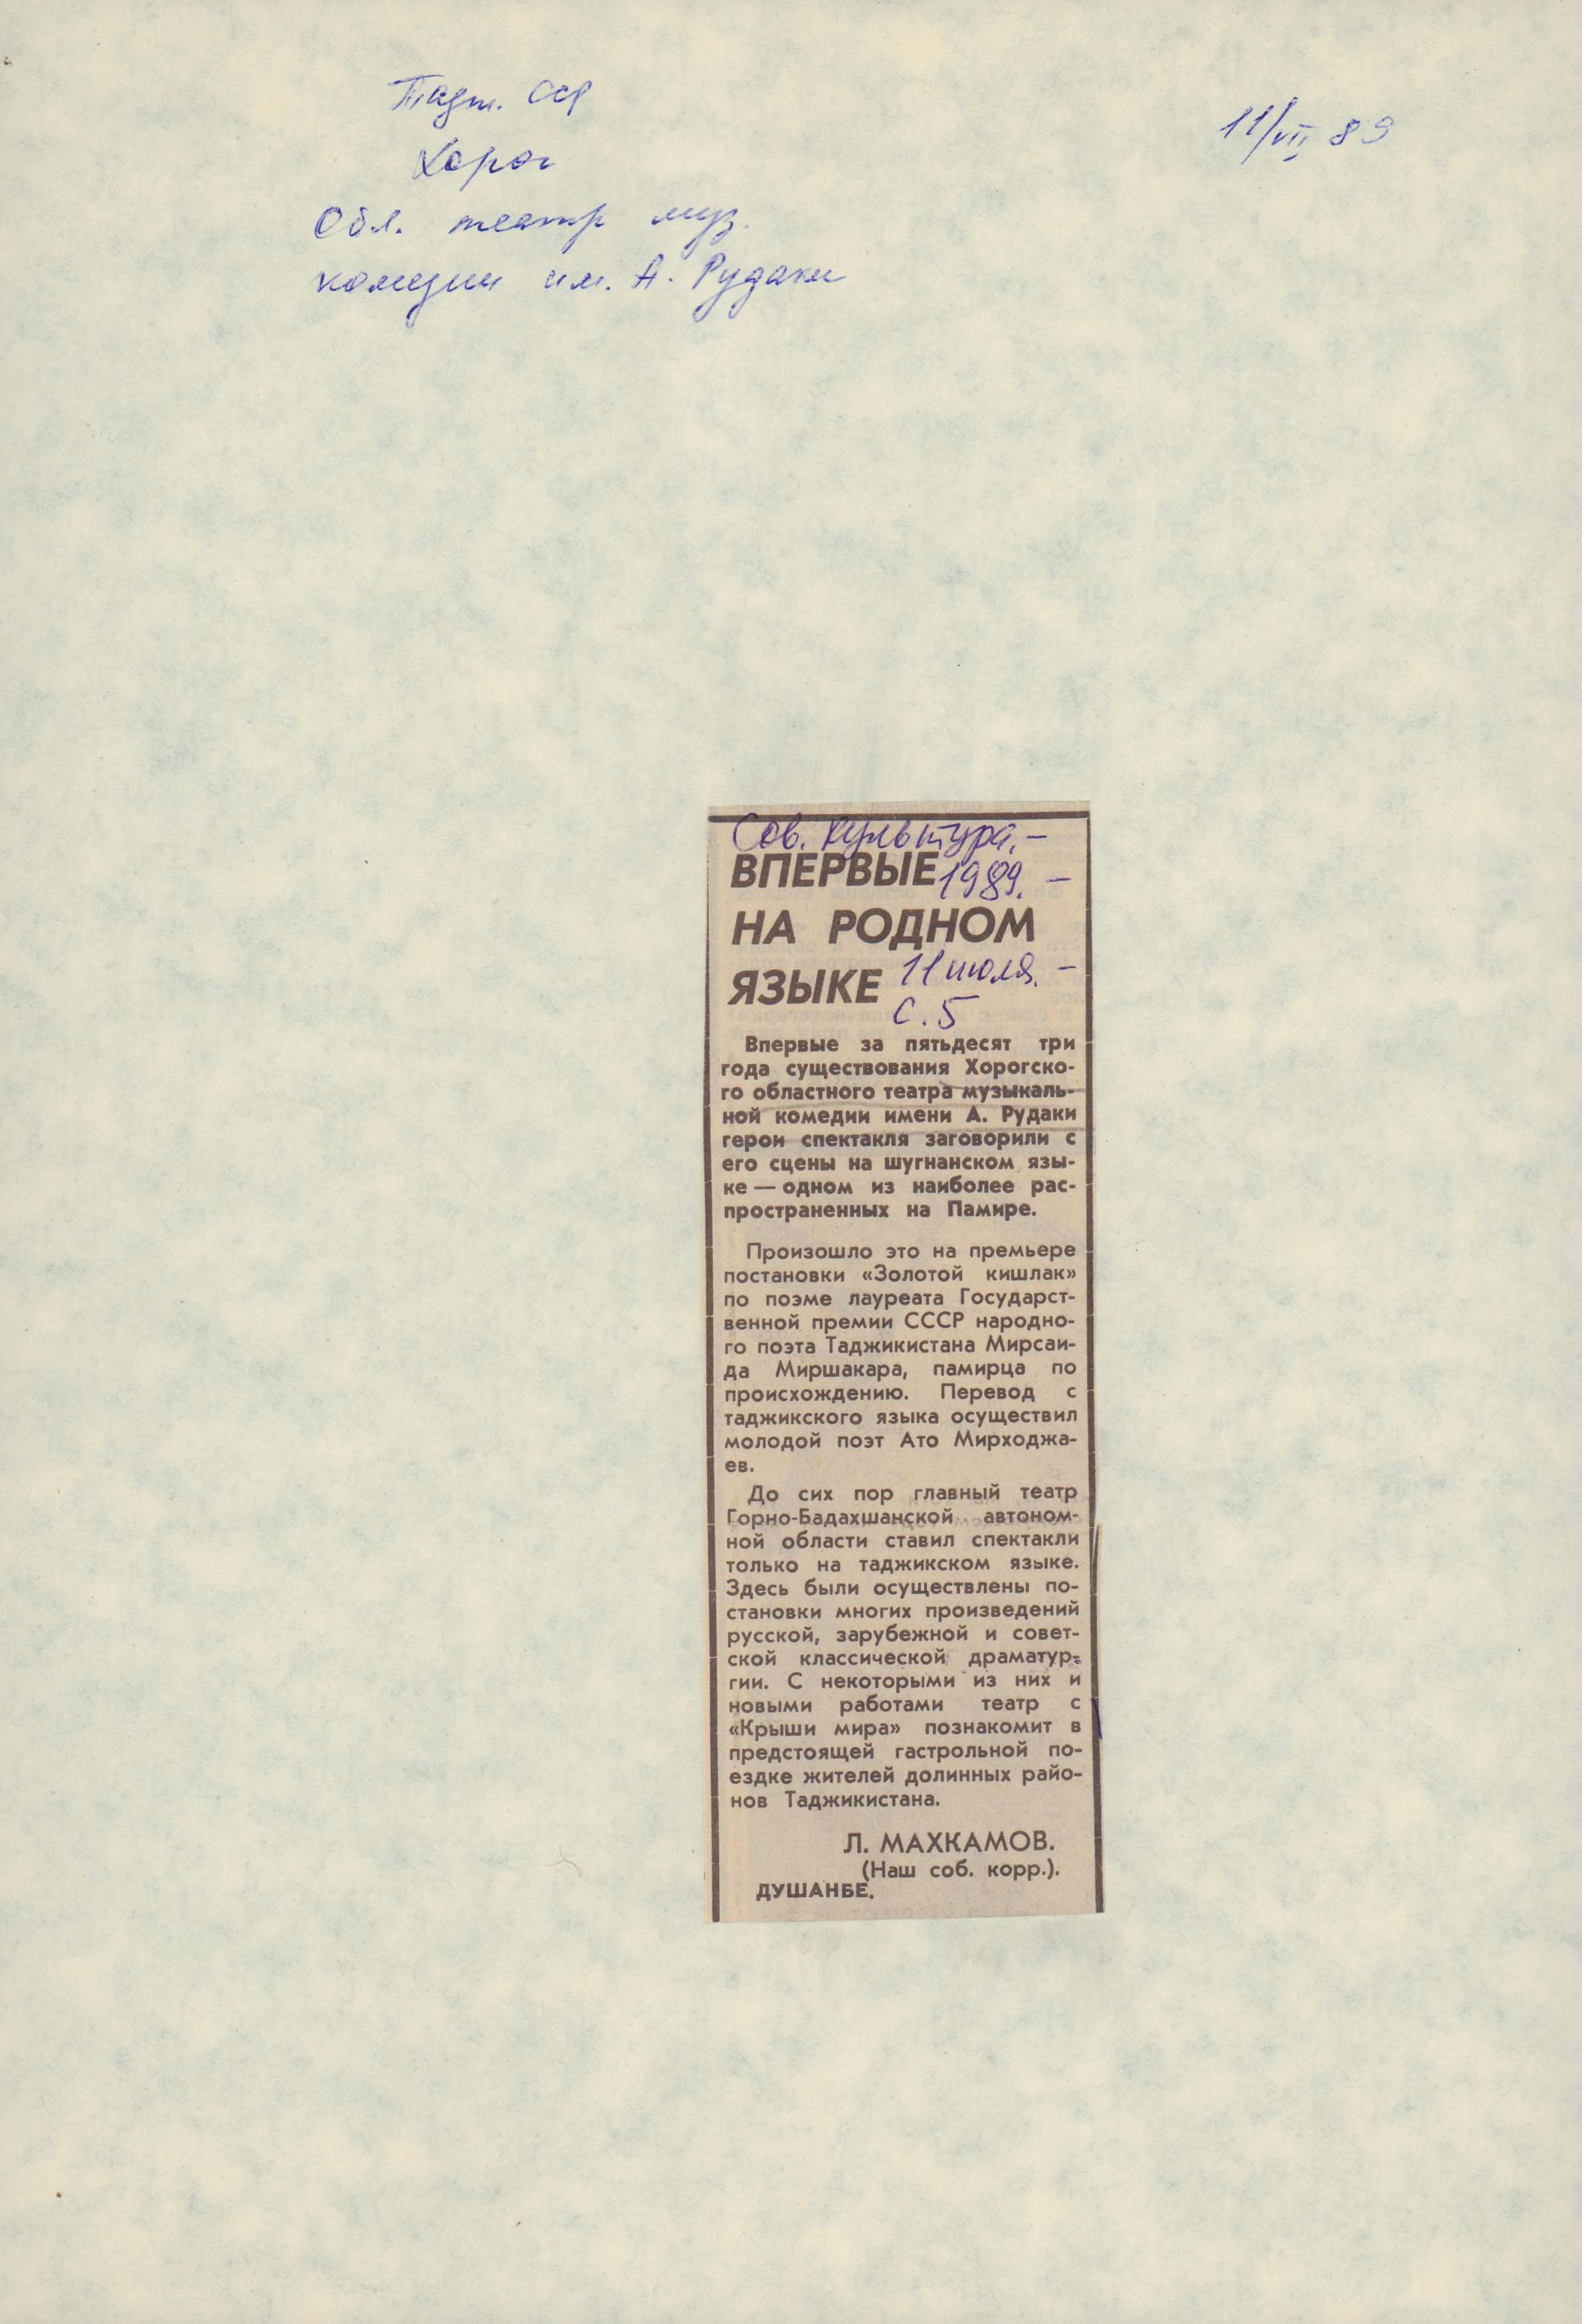 Тадж. ССР
11/VII 89
Хорог
Обл. театр муз.
комедии им. А. Рудаки
Сов. культура. –
ВПЕРВЫЕ 1989. –
НА РОДНОМ
ЯЗЫКЕ 11 июля. –
С. 5
Впервые за пятьдесят три
года существования Хорогско-
го областного театра музыкаль-
ной комедии имени А. Рудаки
герои спектакля заговорили с
его сцены на шугнанском язы-
ке — одном из наиболее рас-
пространенных на Памире.
Произошло это на премьере
постановки «Золотой кишлак»
по поэме лауреата Государст-
венной премии СССР народно-
го поэта Таджикистана Мирсаи-
да Миршакара, памирца по
происхождению. Перевод с
таджикского языка осуществил
молодой поэт Ато Мирходжа-
ев.
До сих пор главный театр
Горно-Бадахшанской автоном-
ной области ставил спектакли
только на таджикском языке.
Здесь были осуществлены по-
становки многих произведений
русской, зарубежной и совет-
ской классической драматур-
гии. С некоторыми из них и
новыми работами театр с
«Крыши мира» познакомит в
предстоящей гастрольной по-
ездке жителей долинных райо-
нов Таджикистана.
Л. МАХКАМОВ.
(Наш соб. корр.).
ДУШАНБЕ.